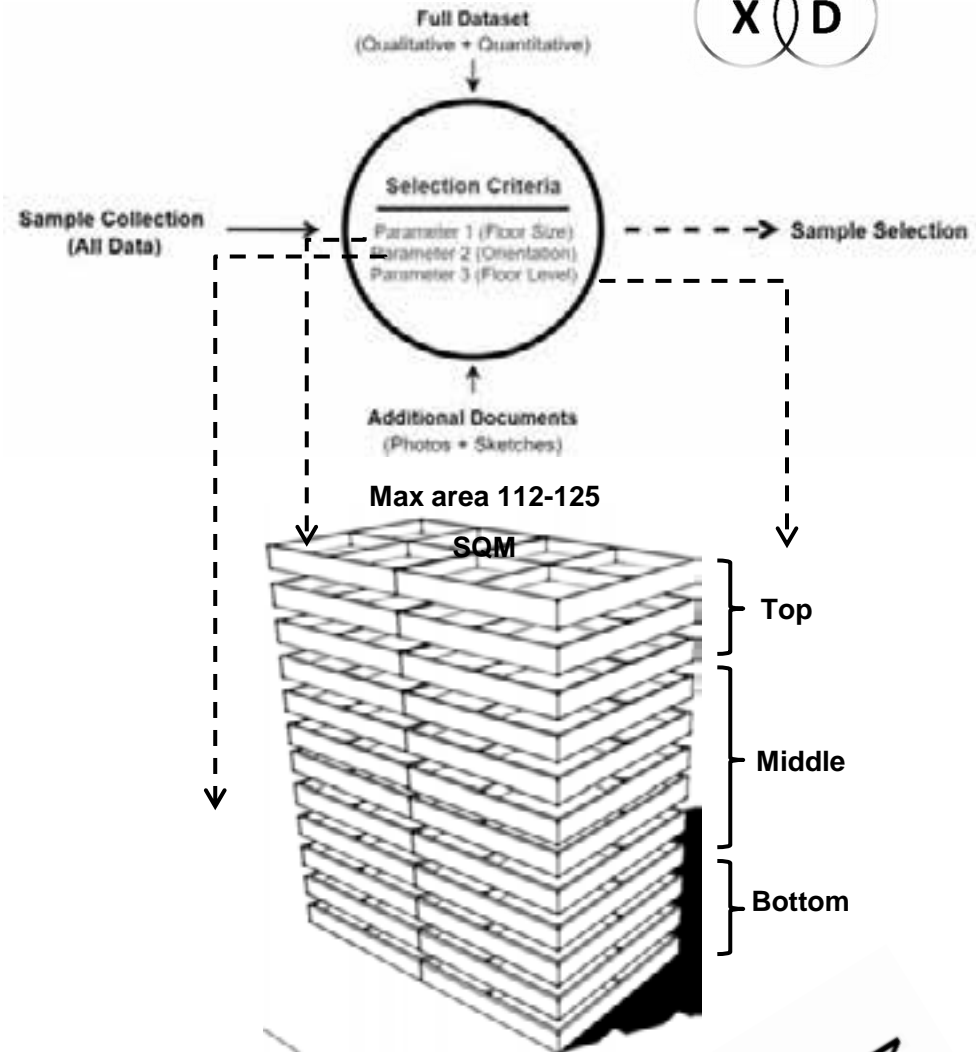 Full Dataset
(Qualitative + Quantitative)
X D
Selection Criteria
Parameter 1 (Floor Size)
Parameter 2 (Orientation)
Parameter 3 (Floor Level)
Sample Collection
(All Data)
Sample Selection
Additional Documents
(Photos + Sketches)
Max area 112-125
SQM
Top
Middle
Bottom